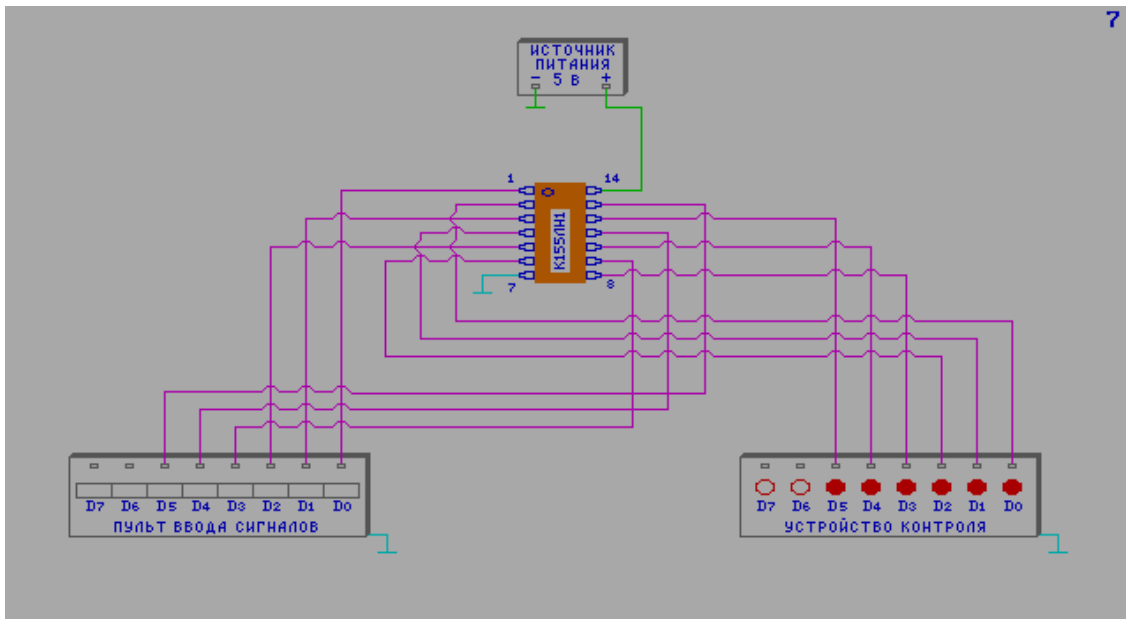 7
ИСТОЧНИК
ПИТАНИЯ
- 5 В +
1 14
К155ЛН1
7 8
D7 D6 D5 D4 D3 D2 D1 D0
ПУЛЬТ ВВОДА СИГНАЛОВ
D7 D6 D5 D4 D3 D2 D1 D0
УСТРОЙСТВО КОНТРОЛЯ